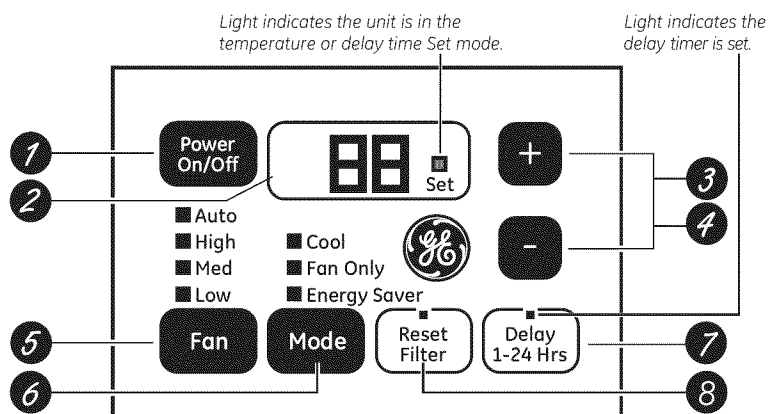 Light indicates the unit is in the
temperature or delay time Set mode.
Light indicates the
delay timer is set.
1
Power
On/Off
2
88
Set
+
-
3
4
Auto
High
Med
Low
Cool
Fan Only
Energy Saver
GE
5
Fan
6
Mode
Reset
Filter
8
Delay
1-24 Hrs
7